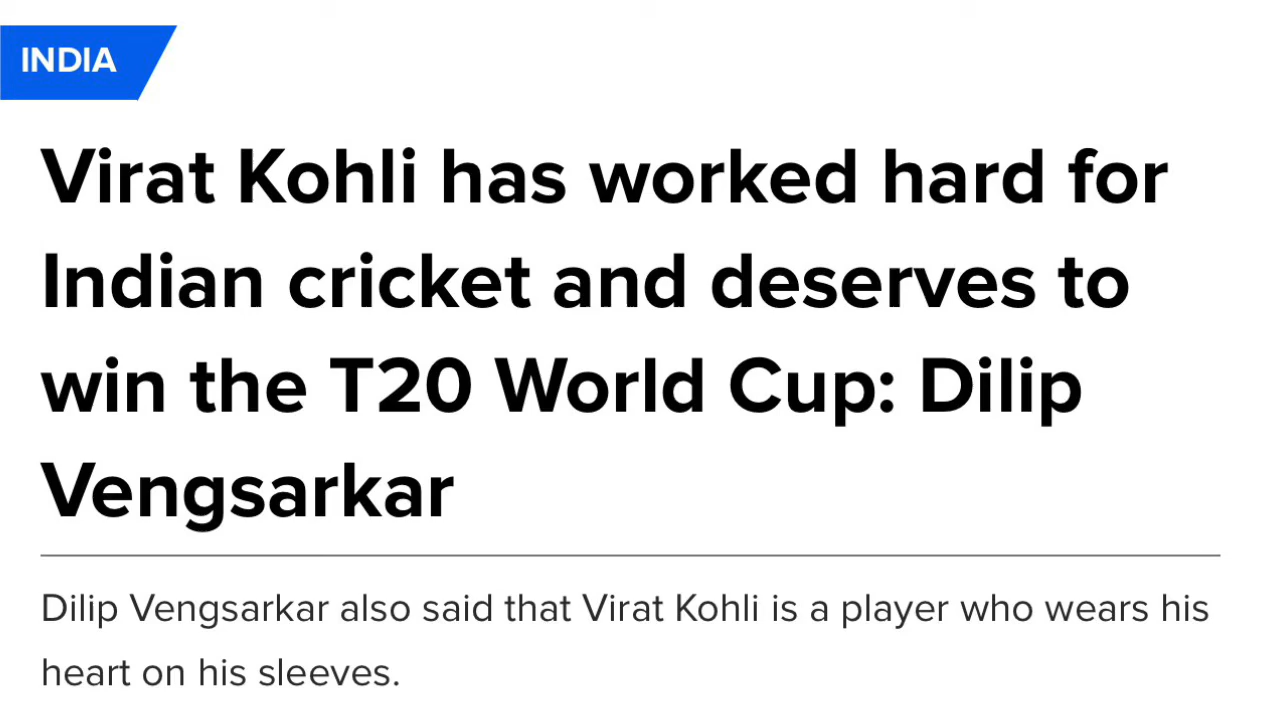 INDIA
Virat Kohli has worked hard for
Indian cricket and deserves to
win the T20 World Cup: Dilip
Vengsarkar
Dilip Vengsarkar also said that Virat Kohli is a player who wears his
heart on his sleeves.